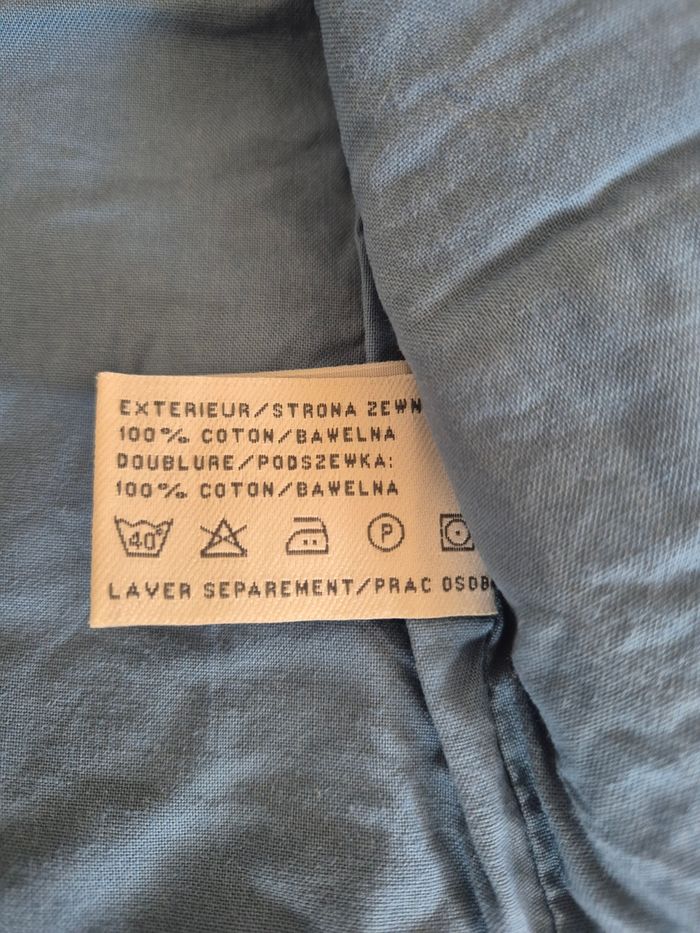 EXTERIEUR/STRONA ZEWN
100% COTON/BAWELNA
DOUBLURE/PODSZEWKA:
100% COTON/BAWELNA
40° P
LAVER SEPAREMENT/PRAC OSOB